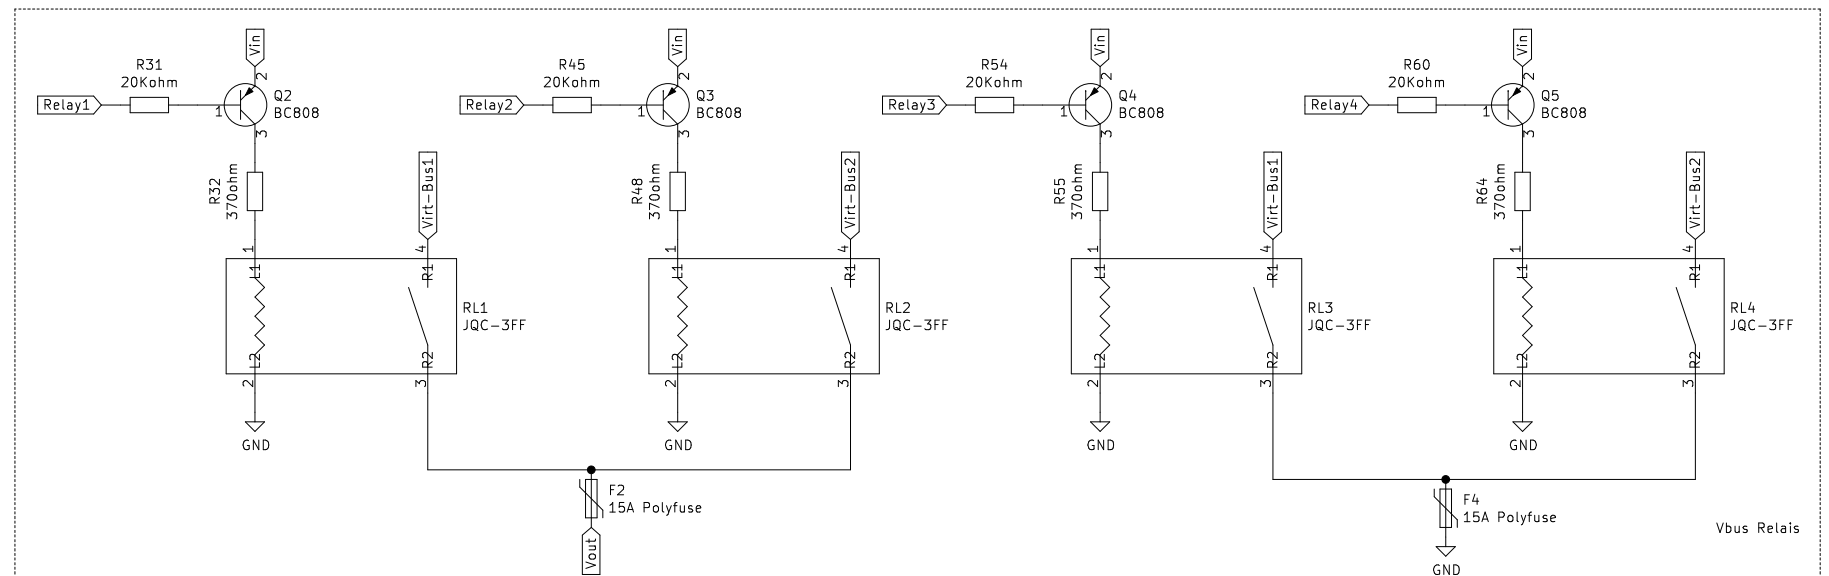 Vin
R31
20Kohm
Relay1
2
1
Q2
BC808
3
R32
370ohm
Virt-Bus1
1
4
L1
R1
RL1
JQC-3FF
L2
R2
2
3
GND
Vin
R45
20Kohm
Relay2
2
1
Q3
BC808
3
R48
370ohm
Virt-Bus2
1
4
L1
R1
RL2
JQC-3FF
L2
R2
2
3
GND
F2
15A Polyfuse
Vout
Vin
R54
20Kohm
Relay3
2
1
Q4
BC808
3
R55
370ohm
Virt-Bus1
1
4
L1
R1
RL3
JQC-3FF
L2
R2
2
3
GND
Vin
R60
20Kohm
Relay4
2
1
Q5
BC808
3
R64
370ohm
Virt-Bus2
1
4
L1
R1
RL4
JQC-3FF
L2
R2
2
3
GND
F4
15A Polyfuse
GND
Vbus Relais